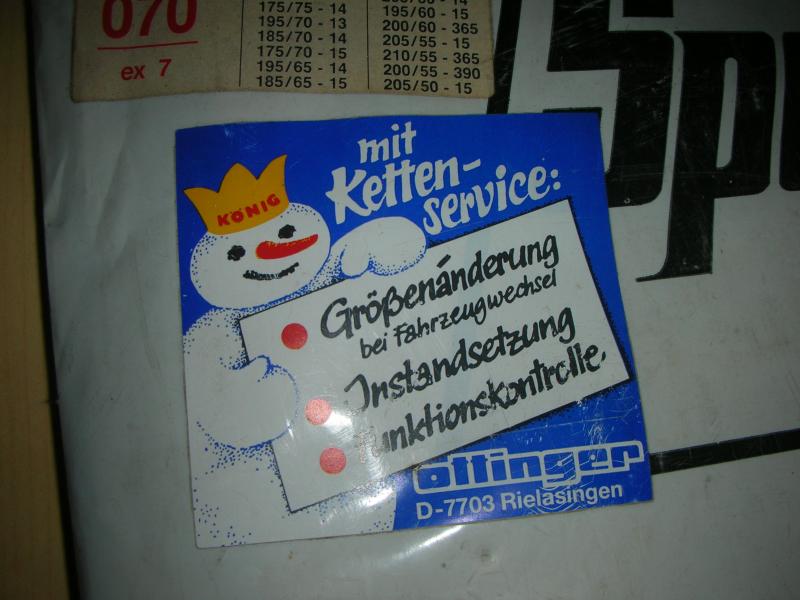 070
ex 7
175/75 - 14
195/70 - 13
185/70 - 14
175/70 - 15
195/65 - 14
185/65 - 15
195/60 - 15
200/60 - 365
205/55 - 15
210/55 - 365
200/55 - 390
205/50 - 15
Spu
mit
Ketten-
service:
KÖNIG
Größenänderung
bei Fahrzeugwechsel
Instandsetzung
Funktionskontrolle.
ottinger
D-7703 Rielasingen